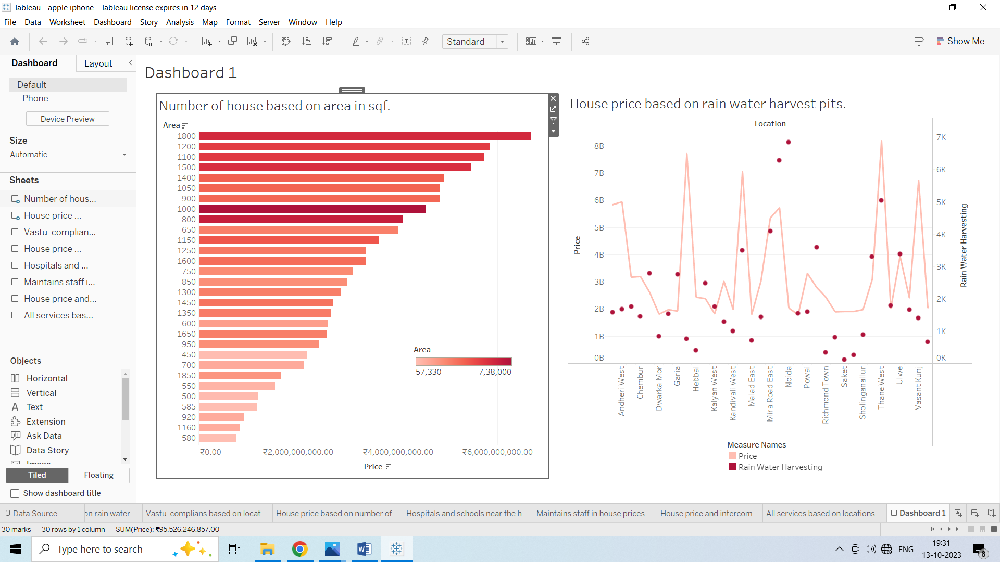 Tableau - apple iphone - Tableau license expires in 12 days
File Data Worksheet Dashboard Story Analysis Map Format Server Window Help
Standard
Show Me
Dashboard
Layout
Default
Phone
Device Preview
Size
Automatic
Sheets
Number of hous...
House price ...
Vastu complian...
House price ...
Hospitals and ...
Maintains staff i...
House price and...
All services bas...
Objects
Horizontal
Vertical
Text
Extension
Ask Data
Data Story
Image
Tiled
Floating
Show dashboard title
Dashboard 1
Number of house based on area in sqf.
Area
1800
1200
1100
1500
1400
1050
900
1000
800
650
1150
1250
1600
750
850
1300
1450
1350
600
1650
950
450
700
1850
550
500
585
920
1160
580
₹0.00 ₹2,000,000,000.00 ₹4,000,000,000.00 ₹6,000,000,000.00
Price
Area
57,330 7,38,000
House price based on rain water harvest pits.
Location
8B
7B
6B
5B
4B
3B
2B
1B
0B
Price
7K
6K
5K
4K
3K
2K
1K
0K
Rain Water Harvesting
Andheri West
Chembur
Dwarka Mor
Garia
Hebbal
Kalyan West
Kandivali West
Malad East
Mira Road East
Noida
Powai
Richmond Town
Saket
Sholinganallur
Thane West
Ulwe
Vasant Kunj
Measure Names
Price
Rain Water Harvesting
Data Source
on rain water ...
Vastu complians based on locat...
House price based on number of...
Hospitals and schools near the h...
Maintains staff in house prices.
House price and intercom.
All services based on locations.
Dashboard 1
30 marks 30 rows by 1 column SUM(Price): ₹95,526,246,857.00
Type here to search
ENG
19:31
13-10-2023
8